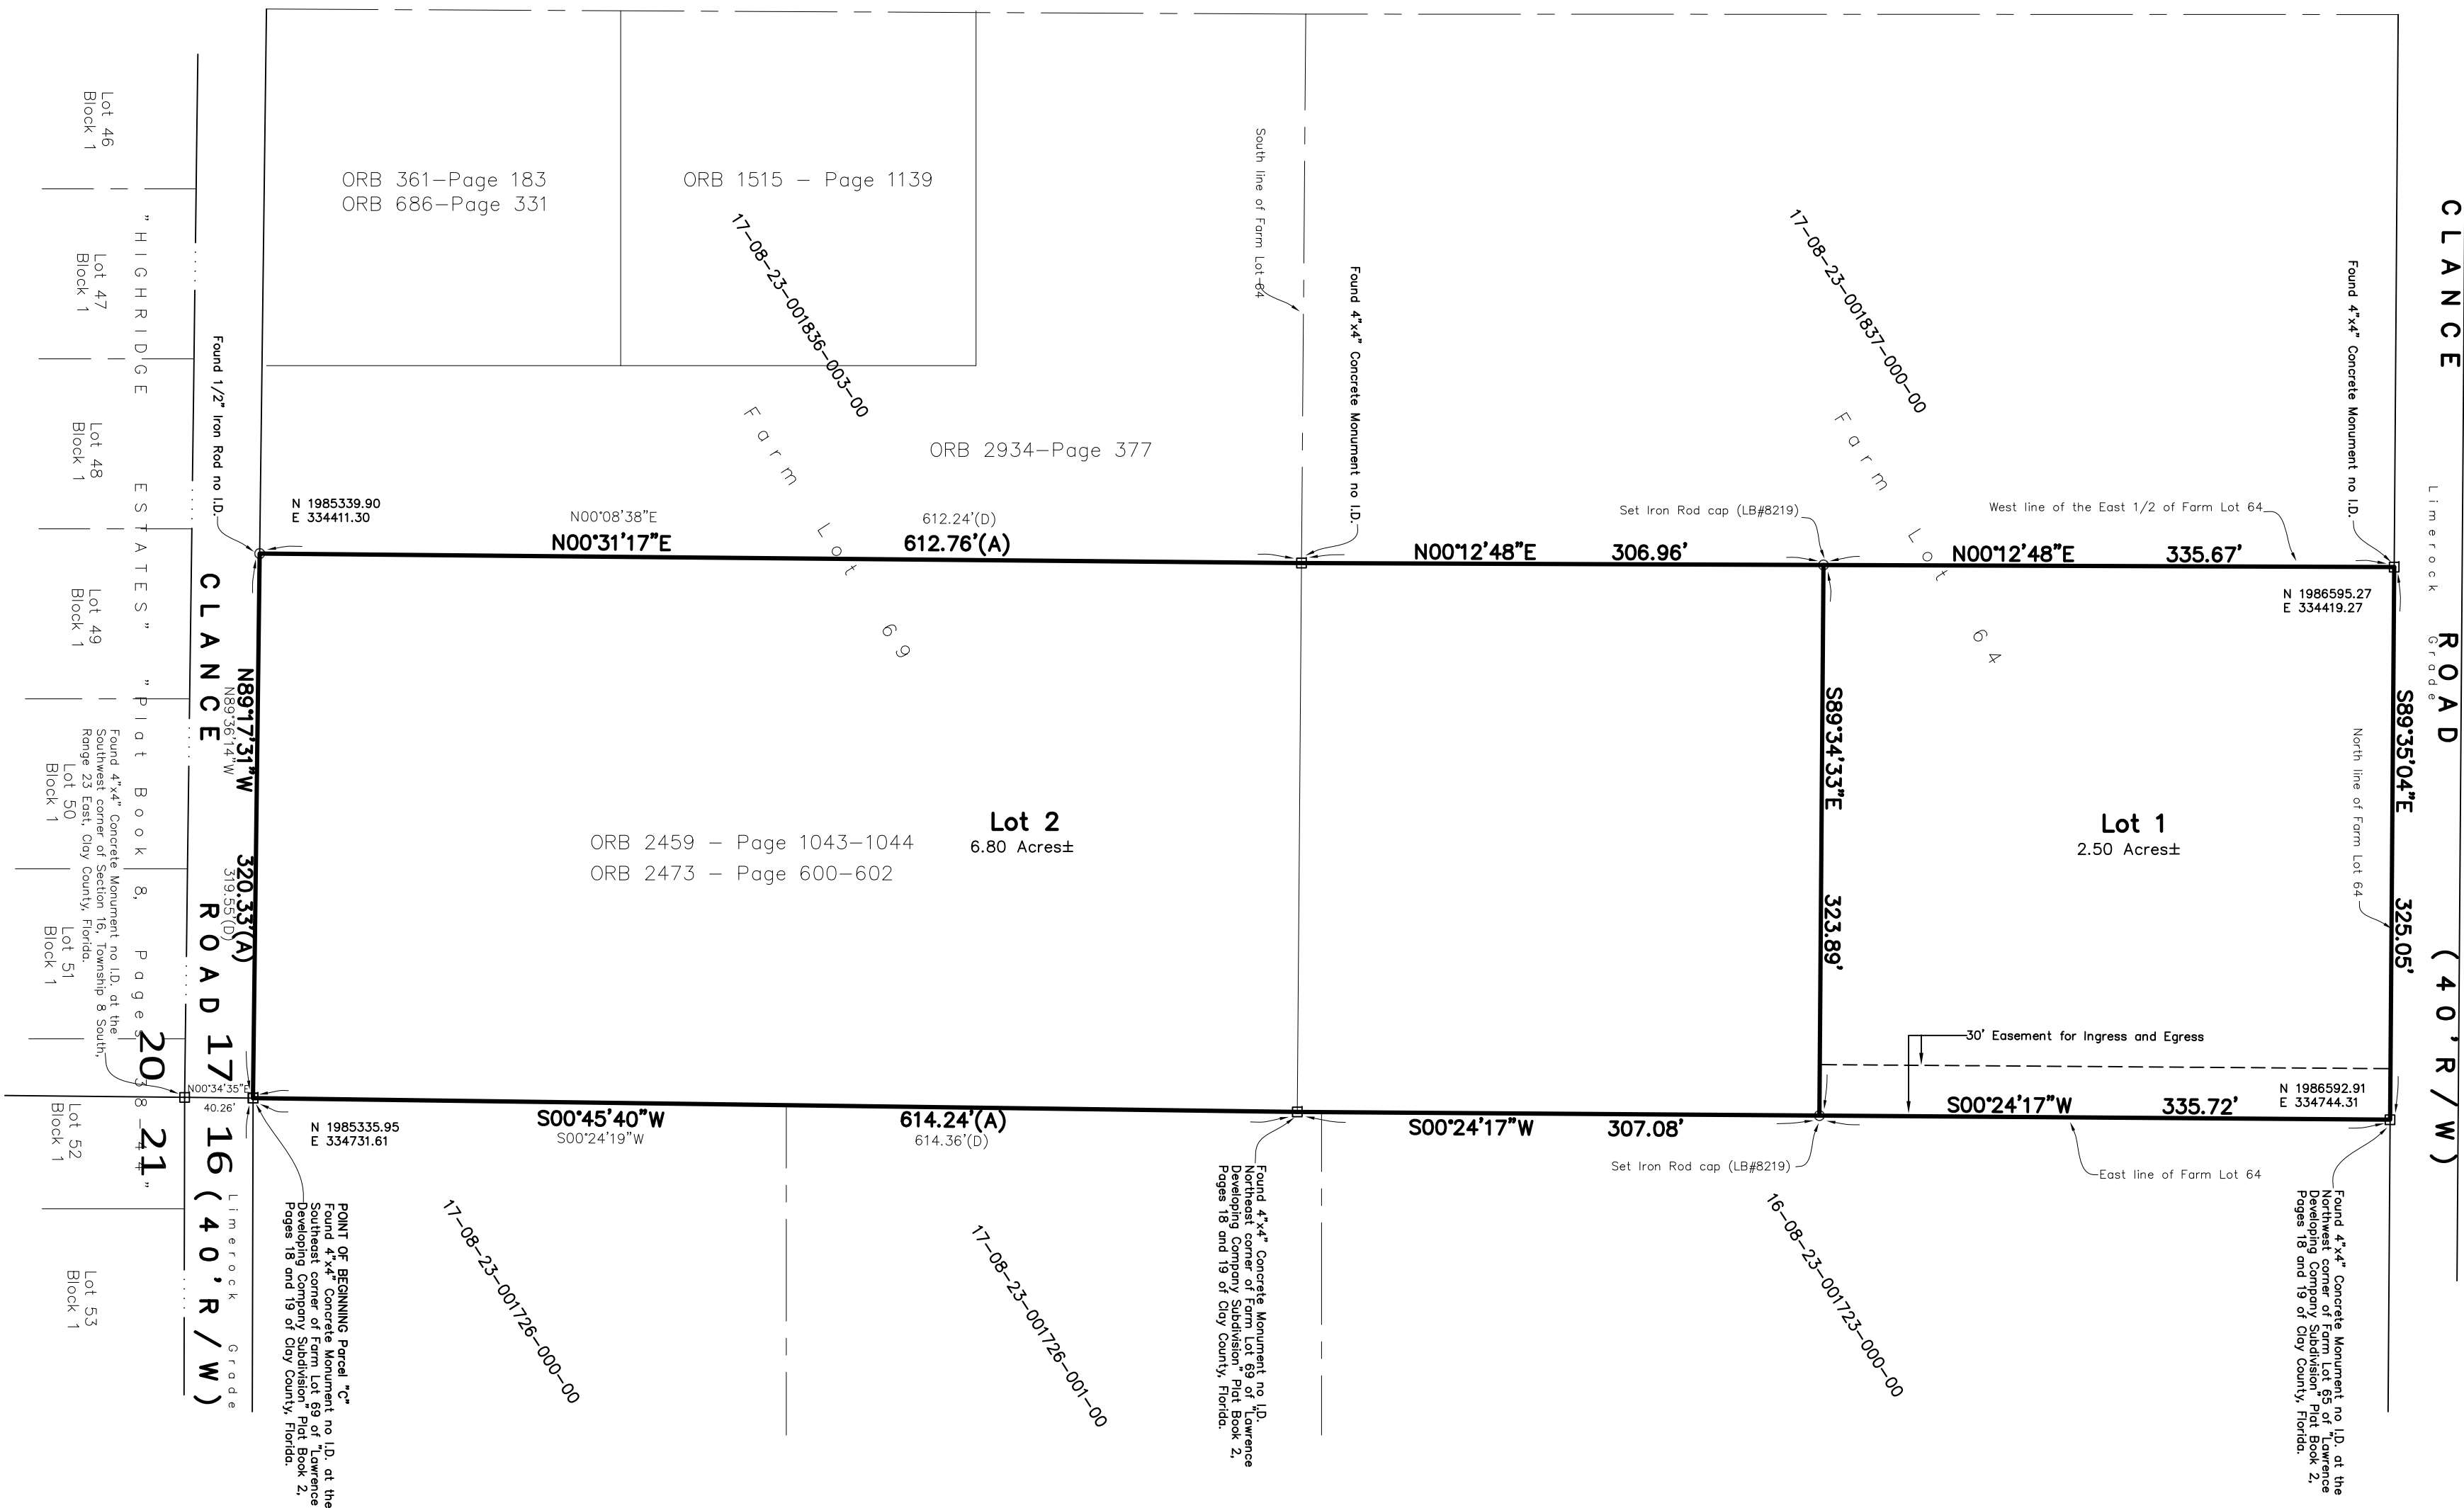 Lot 46
Block 1
Lot 47
Block 1
Lot 48
Block 1
Lot 49
Block 1
Lot 50
Block 1
Lot 51
Block 1
Lot 52
Block 1
Lot 53
Block 1
"HIGHRIDGE ESTATES" "Plat Book 8, Pages 38-44"
Found 4"x4" Concrete Monument no I.D. at the
Southwest corner of Section 16, Township 8 South,
Range 23 East, Clay County, Florida.
20
21
17
16
CLANCE ROAD (40'R/W)
Limerock Grade
N00°34'35"E
40.26'
Found 1/2" Iron Rod no I.D.
N89°17'31"W 320.33'(A)
N89°36'14"W 319.55'(D)
ORB 361-Page 183
ORB 686-Page 331
ORB 1515 - Page 1139
17-08-23-001836-003-00
ORB 2934-Page 377
Farm Lot 69
N 1985339.90
E 334411.30
N00°08'38"E 612.24'(D)
N00°31'17"E 612.76'(A)
South line of Farm Lot 64
Found 4"x4" Concrete Monument no I.D.
17-08-23-001837-000-00
Farm Lot 64
Set Iron Rod cap (LB#8219)
West line of the East 1/2 of Farm Lot 64
N00°12'48"E 306.96'
N00°12'48"E 335.67'
Found 4"x4" Concrete Monument no I.D.
N 1986595.27
E 334419.27
CLANCE ROAD (40'R/W)
Limerock Grade
S89°35'04"E 325.05'
North line of Farm Lot 64
S89°34'33"E 323.89'
Lot 2
6.80 Acres±
ORB 2459 - Page 1043-1044
ORB 2473 - Page 600-602
Lot 1
2.50 Acres±
30' Easement for Ingress and Egress
N 1986592.91
E 334744.31
N 1985335.95
E 334731.61
S00°45'40"W 614.24'(A)
S00°24'19"W 614.36'(D)
S00°24'17"W 307.08'
S00°24'17"W 335.72'
Set Iron Rod cap (LB#8219)
East line of Farm Lot 64
POINT OF BEGINNING Parcel "C"
Found 4"x4" Concrete Monument no I.D. at the
Southeast corner of Farm Lot 69 of "Lawrence
Developing Company Subdivision" Plat Book 2,
Pages 18 and 19 of Clay County, Florida.
17-08-23-001726-000-00
17-08-23-001726-001-00
Found 4"x4" Concrete Monument no I.D.
Northeast corner of Farm Lot 69 of "Lawrence
Developing Company Subdivision" Plat Book 2,
Pages 18 and 19 of Clay County, Florida.
16-08-23-001723-000-00
Found 4"x4" Concrete Monument no I.D. at the
Northwest corner of Farm Lot 65 of "Lawrence
Developing Company Subdivision" Plat Book 2,
Pages 18 and 19 of Clay County, Florida.